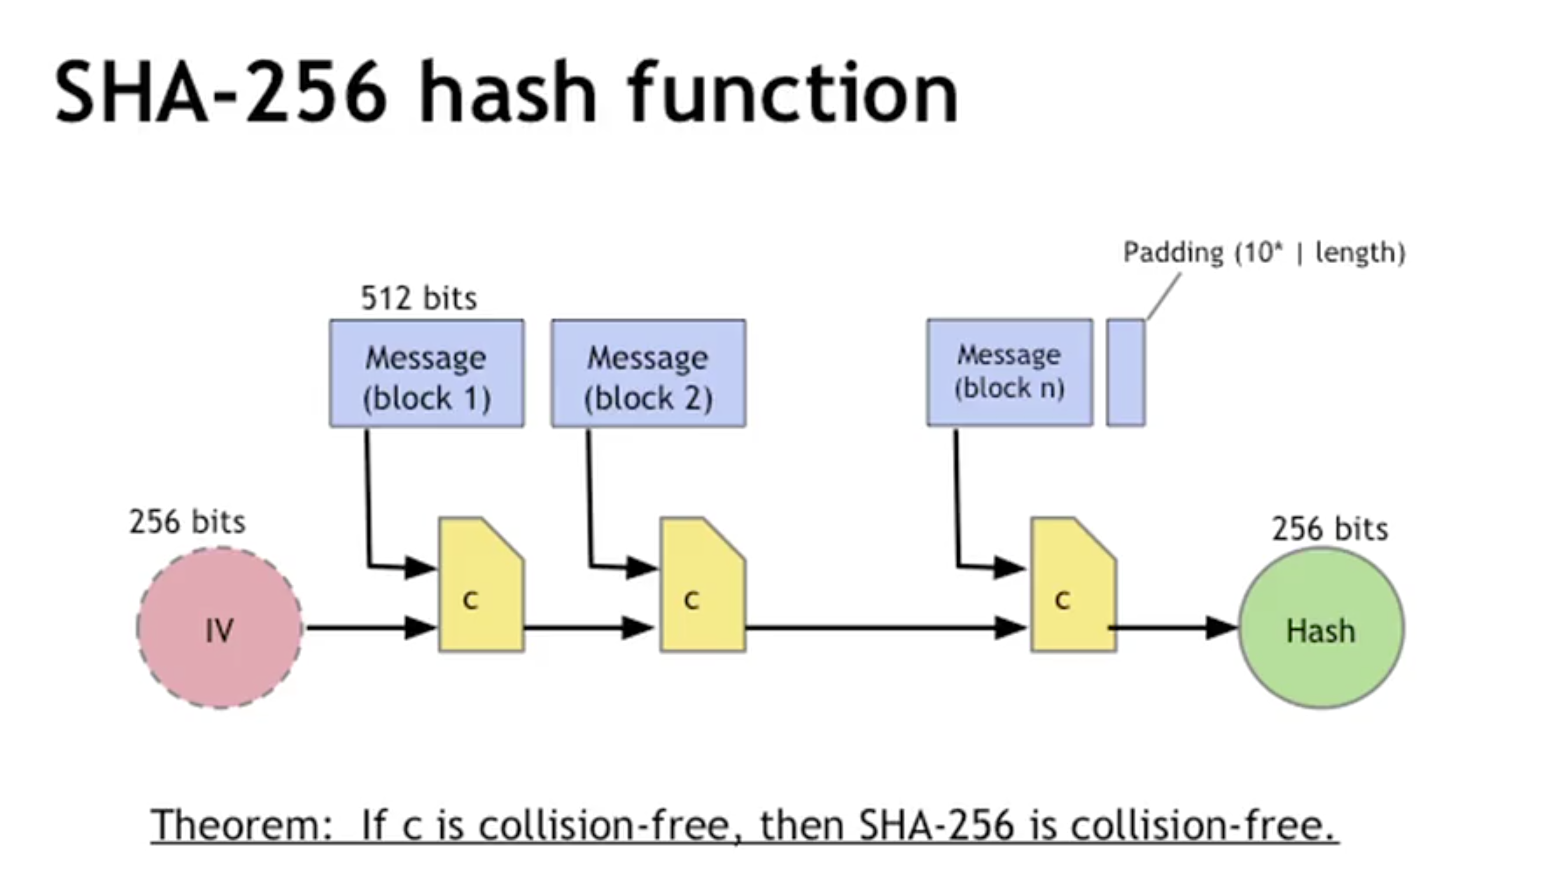 SHA-256 hash function
Padding (10* | length)
512 bits
Message
(block 1)
Message
(block 2)
Message
(block n)
256 bits
IV
c
c
c
256 bits
Hash
Theorem: If c is collision-free, then SHA-256 is collision-free.